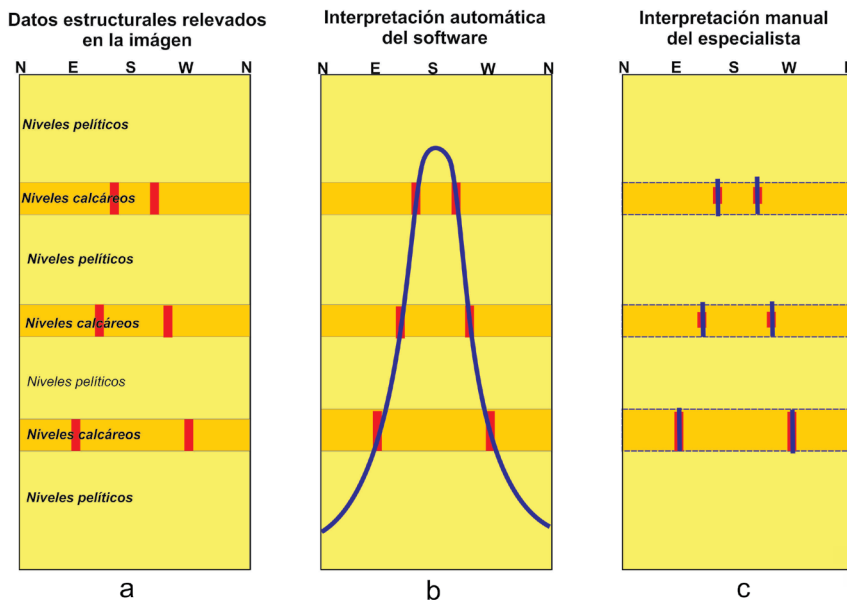 Datos estructurales relevados
en la imágen
N E S W N
Niveles pelíticos
Niveles calcáreos
Niveles pelíticos
Niveles calcáreos
Niveles pelíticos
Niveles calcáreos
Niveles pelíticos
a
Interpretación automática
del software
N E S W N
b
Interpretación manual
del especialista
N E S W
c